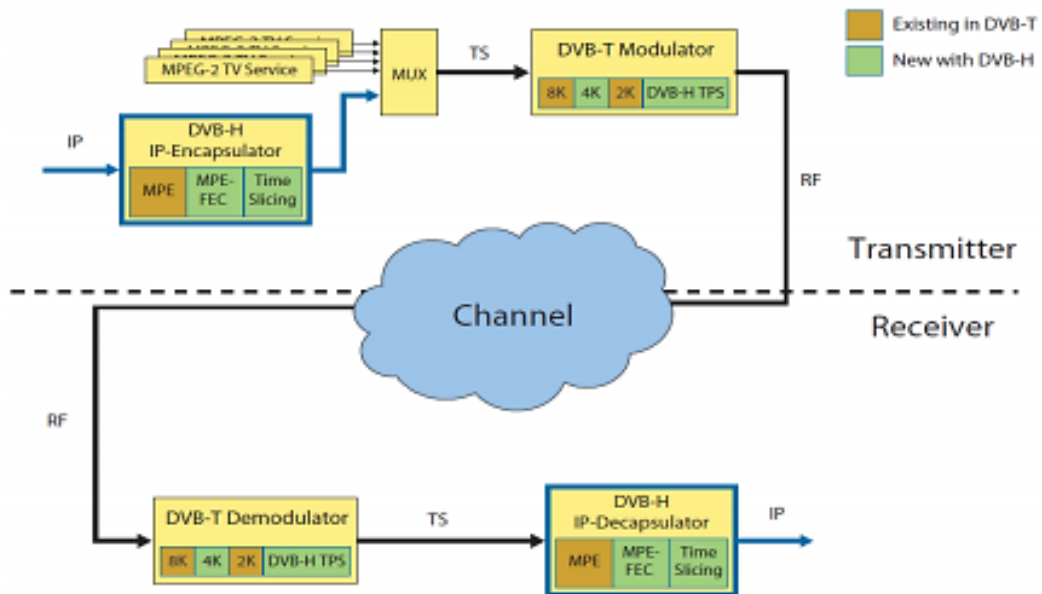 Existing in DVB-T
New with DVB-H
MPEG-2 TV Service
MUX
TS
DVB-T Modulator
8K 4K 2K DVB-H TPS
IP
DVB-H
IP-Encapsulator
MPE
MPE-
FEC
Time
Slicing
RF
Transmitter
Channel
Receiver
RF
DVB-T Demodulator
8K 4K 2K DVB-H TPS
TS
DVB-H
IP-Decapsulator
MPE
MPE-
FEC
Time
Slicing
IP